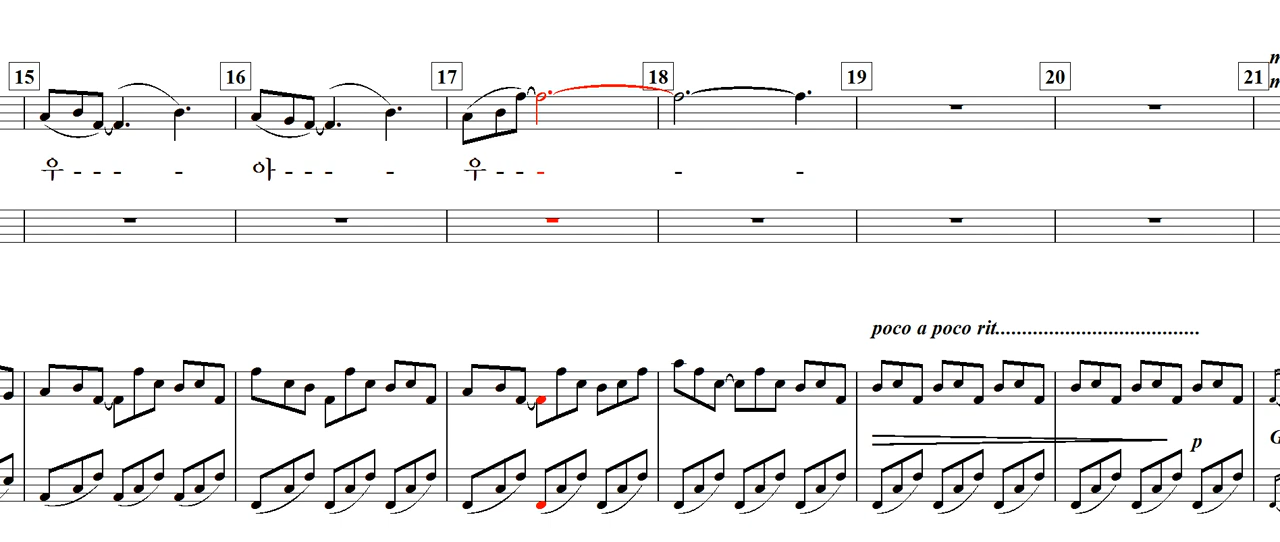 15 16 17 18 19 20 21
우 - - - - 아 - - - - 우 - - - - -
poco a poco rit.......................................
p
G